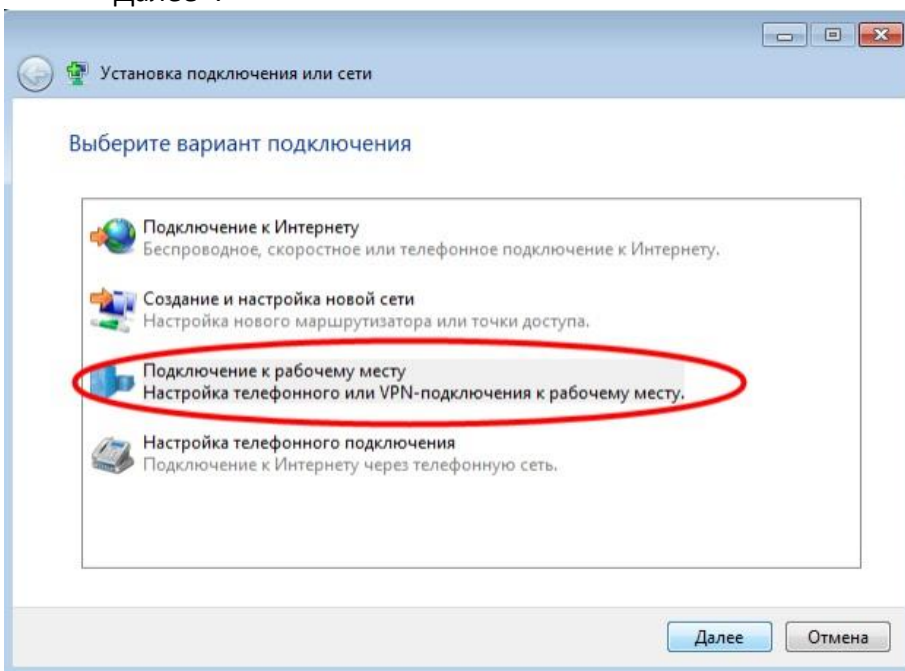 Далее".
Установка подключения или сети
Выберите вариант подключения
Подключение к Интернету
Беспроводное, скоростное или телефонное подключение к Интернету.
Создание и настройка новой сети
Настройка нового маршрутизатора или точки доступа.
Подключение к рабочему месту
Настройка телефонного или VPN-подключения к рабочему месту.
Настройка телефонного подключения
Подключение к Интернету через телефонную сеть.
Далее Отмена